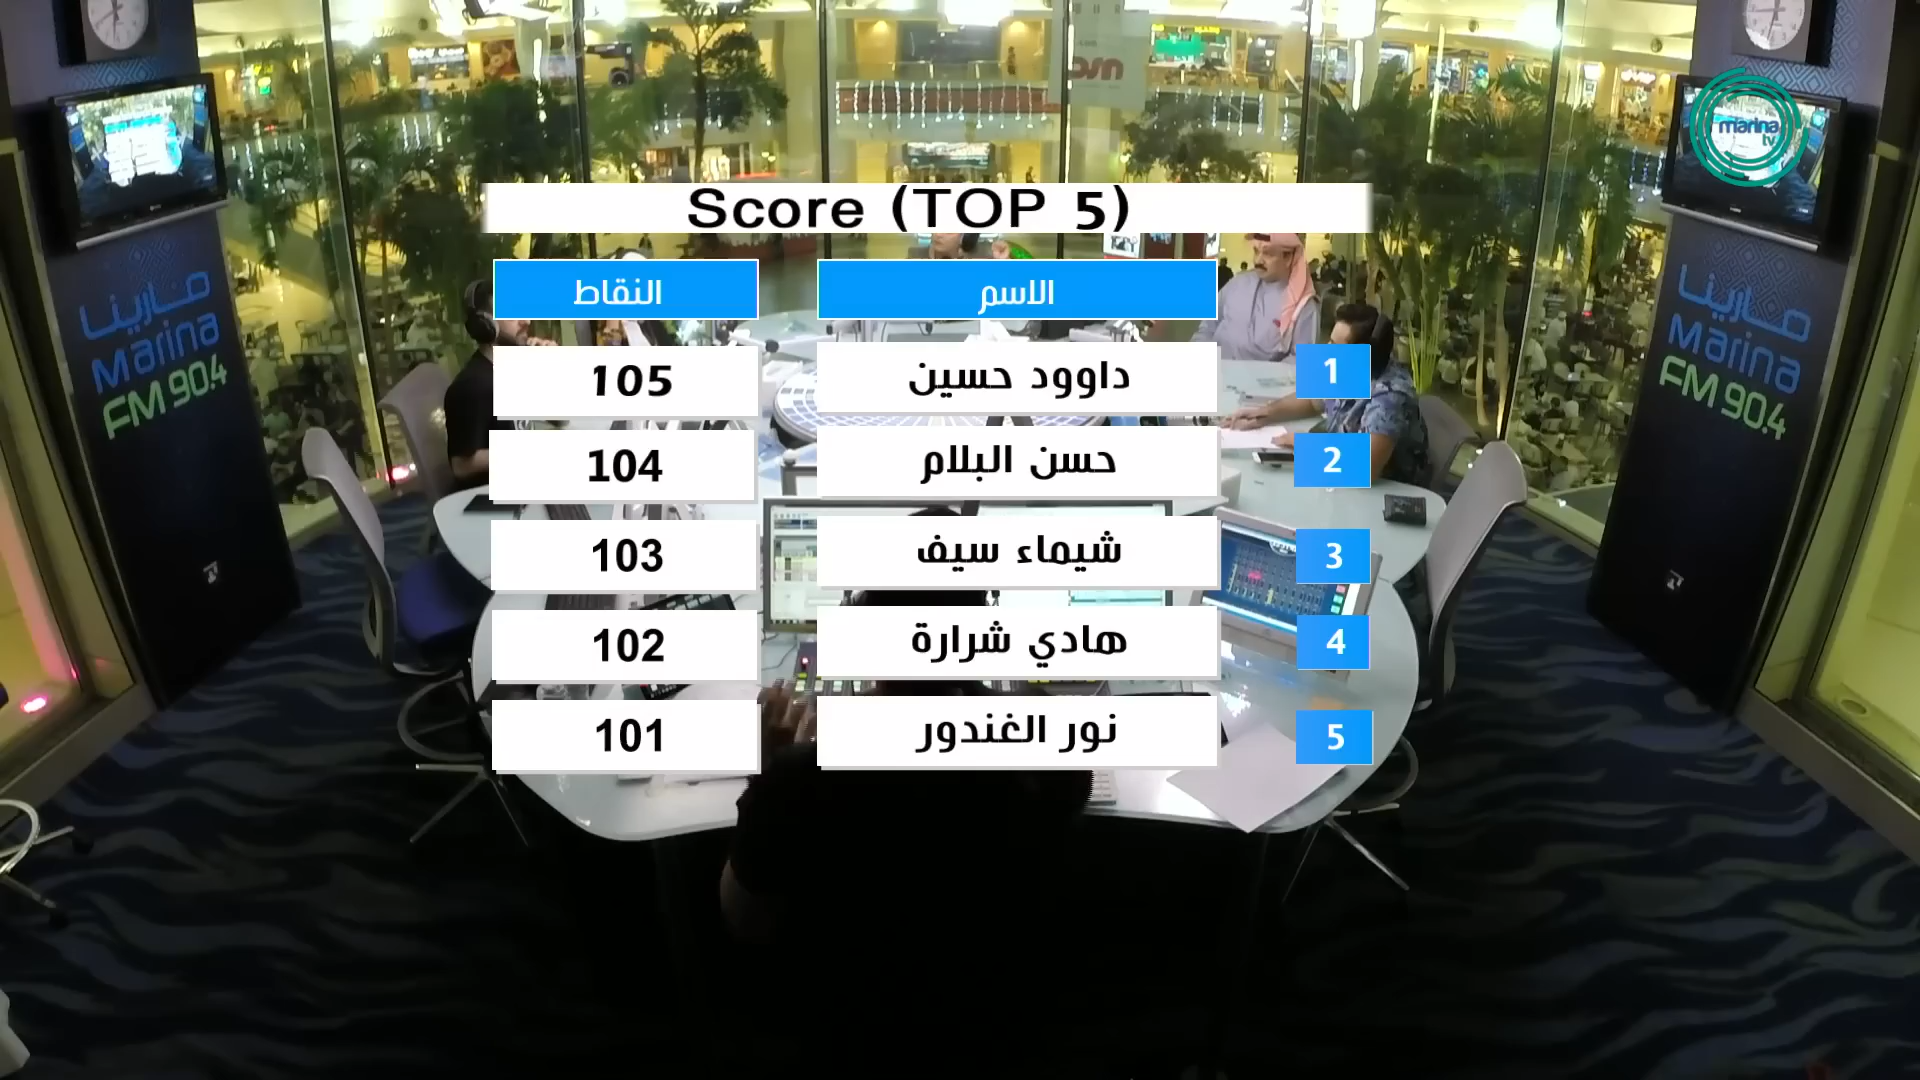 marina
tv
Score (TOP 5)
الاسم النقاط
1 داوود حسين 105
2 حسن البلام 104
3 شيماء سيف 103
4 هادي شرارة 102
5 نور الغندور 101
مارينا
Marina
FM 90.4
مارينا
Marina
FM 90.4